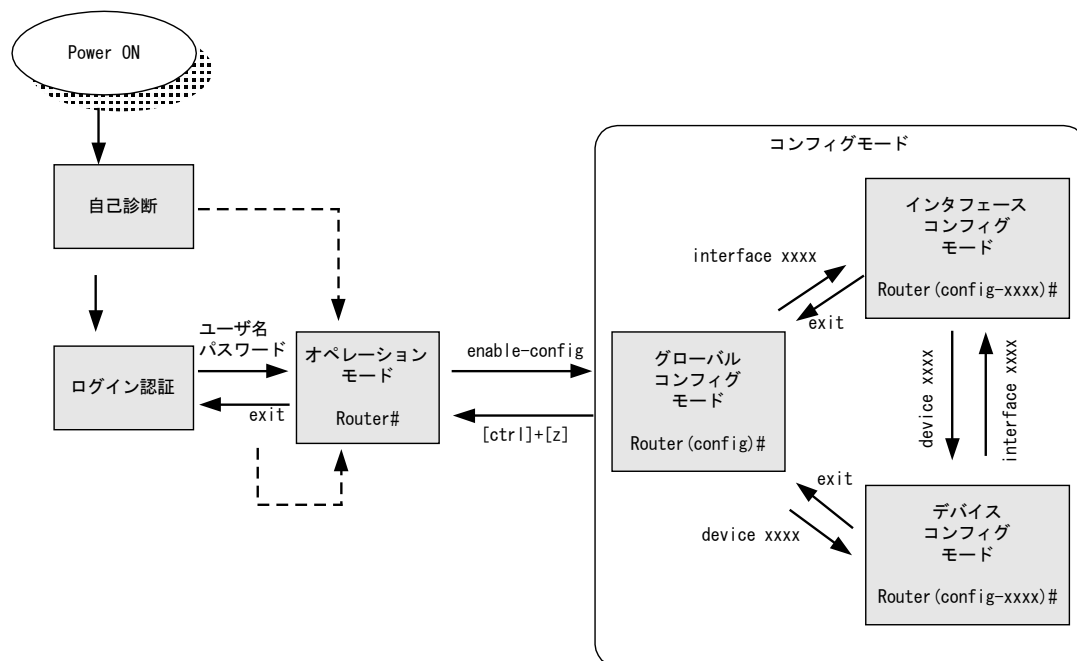 Power ON
コンフィグモード
自己診断
インタフェース
コンフィグ
モード
Router(config-xxxx)#
interface xxxx
exit
ユーザ名
パスワード
ログイン認証
exit
オペレーション
モード
Router#
enable-config
[ctrl]+[z]
グローバル
コンフィグ
モード
Router(config)#
device xxxx
interface xxxx
exit
device xxxx
デバイス
コンフィグ
モード
Router(config-xxxx)#